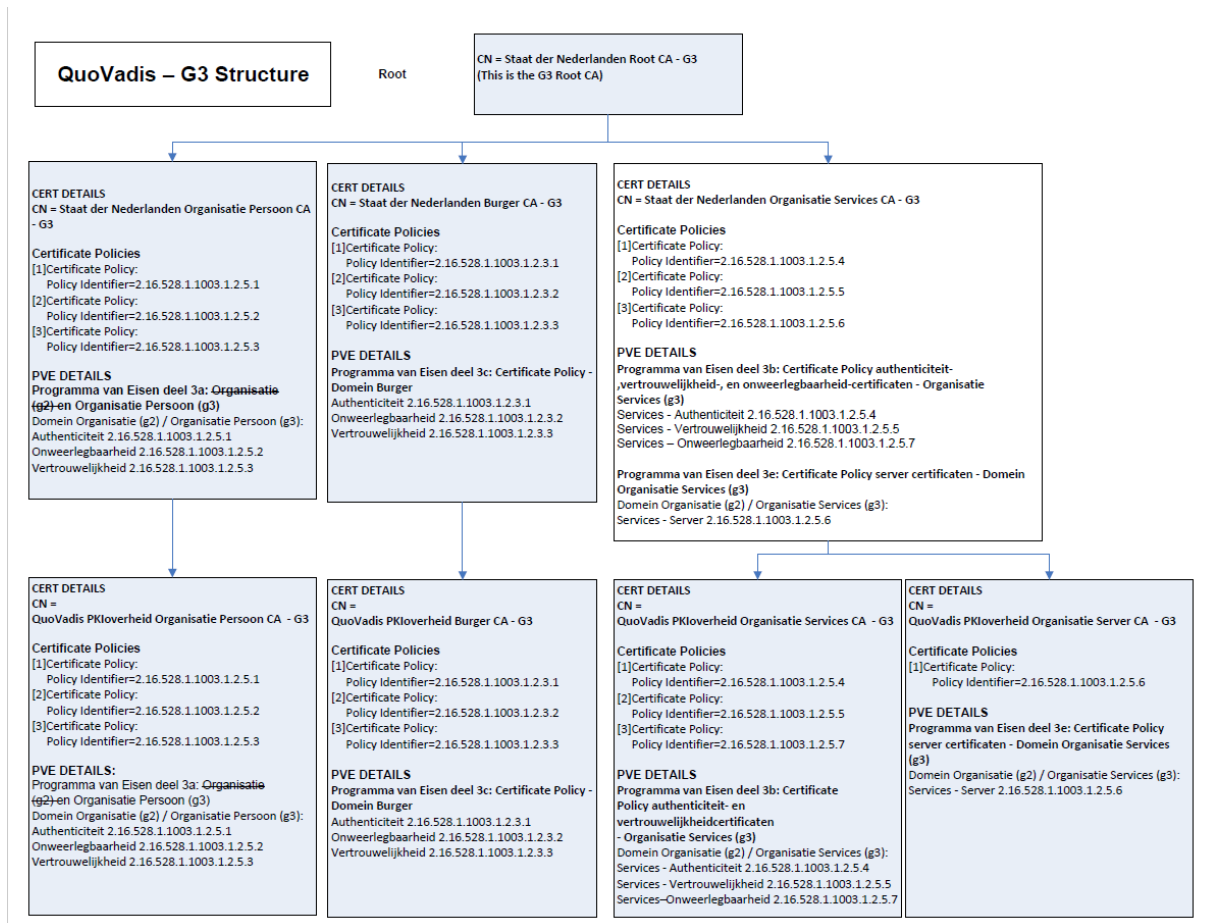 QuoVadis – G3 Structure
Root
CN = Staat der Nederlanden Root CA - G3
(This is the G3 Root CA)
CERT DETAILS
CN = Staat der Nederlanden Organisatie Persoon CA
- G3
Certificate Policies
[1]Certificate Policy:
Policy Identifier=2.16.528.1.1003.1.2.5.1
[2]Certificate Policy:
Policy Identifier=2.16.528.1.1003.1.2.5.2
[3]Certificate Policy:
Policy Identifier=2.16.528.1.1003.1.2.5.3
PVE DETAILS
Programma van Eisen deel 3a: Organisatie
(g2) en Organisatie Persoon (g3)
Domein Organisatie (g2) / Organisatie Persoon (g3):
Authenticiteit 2.16.528.1.1003.1.2.5.1
Onweerlegbaarheid 2.16.528.1.1003.1.2.5.2
Vertrouwelijkheid 2.16.528.1.1003.1.2.5.3
CERT DETAILS
CN = Staat der Nederlanden Burger CA - G3
Certificate Policies
[1]Certificate Policy:
Policy Identifier=2.16.528.1.1003.1.2.3.1
[2]Certificate Policy:
Policy Identifier=2.16.528.1.1003.1.2.3.2
[3]Certificate Policy:
Policy Identifier=2.16.528.1.1003.1.2.3.3
PVE DETAILS
Programma van Eisen deel 3c: Certificate Policy -
Domein Burger
Authenticiteit 2.16.528.1.1003.1.2.3.1
Onweerlegbaarheid 2.16.528.1.1003.1.2.3.2
Vertrouwelijkheid 2.16.528.1.1003.1.2.3.3
CERT DETAILS
CN = Staat der Nederlanden Organisatie Services CA - G3
Certificate Policies
[1]Certificate Policy:
Policy Identifier=2.16.528.1.1003.1.2.5.4
[2]Certificate Policy:
Policy Identifier=2.16.528.1.1003.1.2.5.5
[3]Certificate Policy:
Policy Identifier=2.16.528.1.1003.1.2.5.6
PVE DETAILS
Programma van Eisen deel 3b: Certificate Policy authenticiteit-
,vertrouwelijkheid-, en onweerlegbaarheid-certificaten - Organisatie
Services (g3)
Services - Authenticiteit 2.16.528.1.1003.1.2.5.4
Services - Vertrouwelijkheid 2.16.528.1.1003.1.2.5.5
Services – Onweerlegbaarheid 2.16.528.1.1003.1.2.5.7
Programma van Eisen deel 3e: Certificate Policy server certificaten - Domein
Organisatie Services (g3)
Domein Organisatie (g2) / Organisatie Services (g3):
Services - Server 2.16.528.1.1003.1.2.5.6
CERT DETAILS
CN =
QuoVadis PKIoverheid Organisatie Persoon CA - G3
Certificate Policies
[1]Certificate Policy:
Policy Identifier=2.16.528.1.1003.1.2.5.1
[2]Certificate Policy:
Policy Identifier=2.16.528.1.1003.1.2.5.2
[3]Certificate Policy:
Policy Identifier=2.16.528.1.1003.1.2.5.3
PVE DETAILS:
Programma van Eisen deel 3a: Organisatie
(g2) en Organisatie Persoon (g3)
Domein Organisatie (g2) / Organisatie Persoon (g3):
Authenticiteit 2.16.528.1.1003.1.2.5.1
Onweerlegbaarheid 2.16.528.1.1003.1.2.5.2
Vertrouwelijkheid 2.16.528.1.1003.1.2.5.3
CERT DETAILS
CN =
QuoVadis PKIoverheid Burger CA - G3
Certificate Policies
[1]Certificate Policy:
Policy Identifier=2.16.528.1.1003.1.2.3.1
[2]Certificate Policy:
Policy Identifier=2.16.528.1.1003.1.2.3.2
[3]Certificate Policy:
Policy Identifier=2.16.528.1.1003.1.2.3.3
PVE DETAILS
Programma van Eisen deel 3c: Certificate Policy -
Domein Burger
Authenticiteit 2.16.528.1.1003.1.2.3.1
Onweerlegbaarheid 2.16.528.1.1003.1.2.3.2
Vertrouwelijkheid 2.16.528.1.1003.1.2.3.3
CERT DETAILS
CN =
QuoVadis PKIoverheid Organisatie Services CA - G3
Certificate Policies
[1]Certificate Policy:
Policy Identifier=2.16.528.1.1003.1.2.5.4
[2]Certificate Policy:
Policy Identifier=2.16.528.1.1003.1.2.5.5
[3]Certificate Policy:
Policy Identifier=2.16.528.1.1003.1.2.5.7
PVE DETAILS
Programma van Eisen deel 3b: Certificate
Policy authenticiteit- en
vertrouwelijkheidcertificaten
- Organisatie Services (g3)
Domein Organisatie (g2) / Organisatie Services (g3):
Services - Authenticiteit 2.16.528.1.1003.1.2.5.4
Services - Vertrouwelijkheid 2.16.528.1.1003.1.2.5.5
Services–Onweerlegbaarheid 2.16.528.1.1003.1.2.5.7
CERT DETAILS
CN =
QuoVadis PKIoverheid Organisatie Server CA - G3
Certificate Policies
[1]Certificate Policy:
Policy Identifier=2.16.528.1.1003.1.2.5.6
PVE DETAILS
Programma van Eisen deel 3e: Certificate Policy
server certificaten - Domein Organisatie Services
(g3)
Domein Organisatie (g2) / Organisatie Services (g3):
Services - Server 2.16.528.1.1003.1.2.5.6